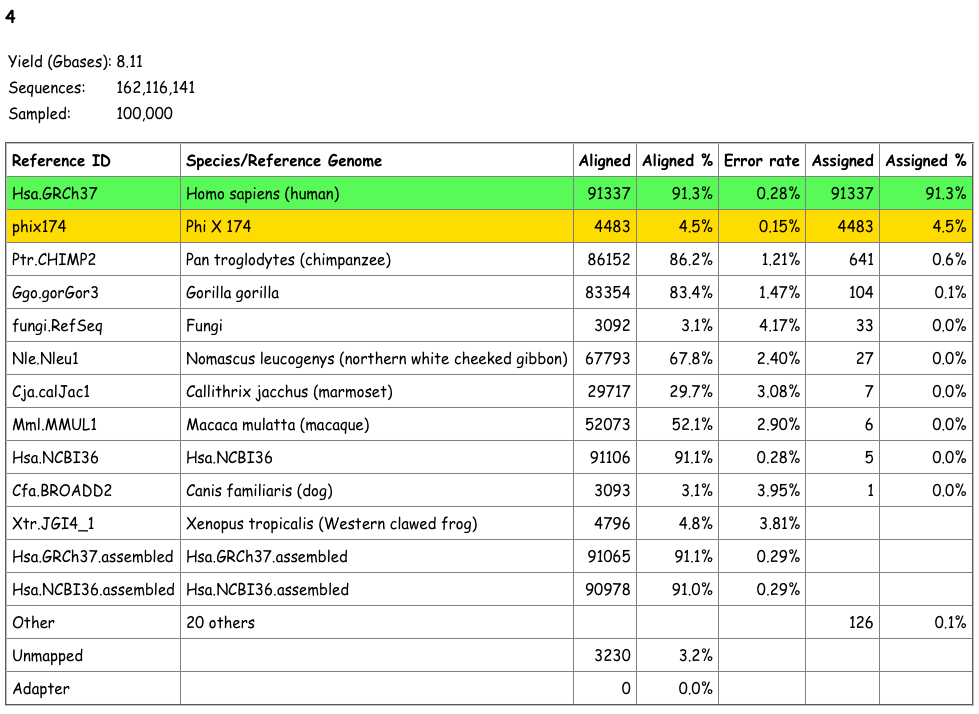 4
Yield (Gbases): 8.11
Sequences: 162,116,141
Sampled: 100,000
Reference ID Species/Reference Genome Aligned Aligned % Error rate Assigned Assigned %
Hsa.GRCh37 Homo sapiens (human) 91337 91.3% 0.28% 91337 91.3%
phix174 Phi X 174 4483 4.5% 0.15% 4483 4.5%
Ptr.CHIMP2 Pan troglodytes (chimpanzee) 86152 86.2% 1.21% 641 0.6%
Ggo.gorGor3 Gorilla gorilla 83354 83.4% 1.47% 104 0.1%
fungi.RefSeq Fungi 3092 3.1% 4.17% 33 0.0%
Nle.Nleu1 Nomascus leucogenys (northern white cheeked gibbon) 67793 67.8% 2.40% 27 0.0%
Cja.calJac1 Callithrix jacchus (marmoset) 29717 29.7% 3.08% 7 0.0%
Mml.MMUL1 Macaca mulatta (macaque) 52073 52.1% 2.90% 6 0.0%
Hsa.NCBI36 Hsa.NCBI36 91106 91.1% 0.28% 5 0.0%
Cfa.BROADD2 Canis familiaris (dog) 3093 3.1% 3.95% 1 0.0%
Xtr.JGI4_1 Xenopus tropicalis (Western clawed frog) 4796 4.8% 3.81%
Hsa.GRCh37.assembled Hsa.GRCh37.assembled 91065 91.1% 0.29%
Hsa.NCBI36.assembled Hsa.NCBI36.assembled 90978 91.0% 0.29%
Other 20 others 126 0.1%
Unmapped 3230 3.2%
Adapter 0 0.0%